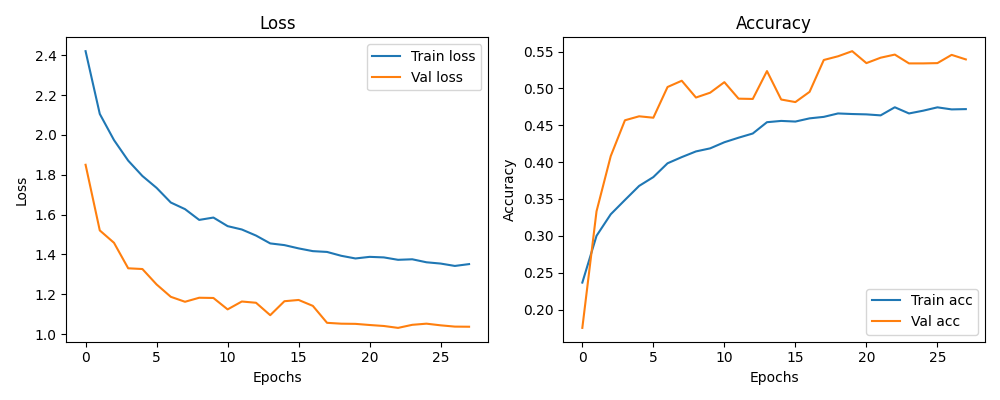 Loss
Train loss
Val loss
2.4
2.2
2.0
1.8
1.6
1.4
1.2
1.0
Loss
0 5 10 15 20 25
Epochs
Accuracy
0.55
0.50
0.45
0.40
0.35
0.30
0.25
0.20
Accuracy
Train acc
Val acc
0 5 10 15 20 25
Epochs